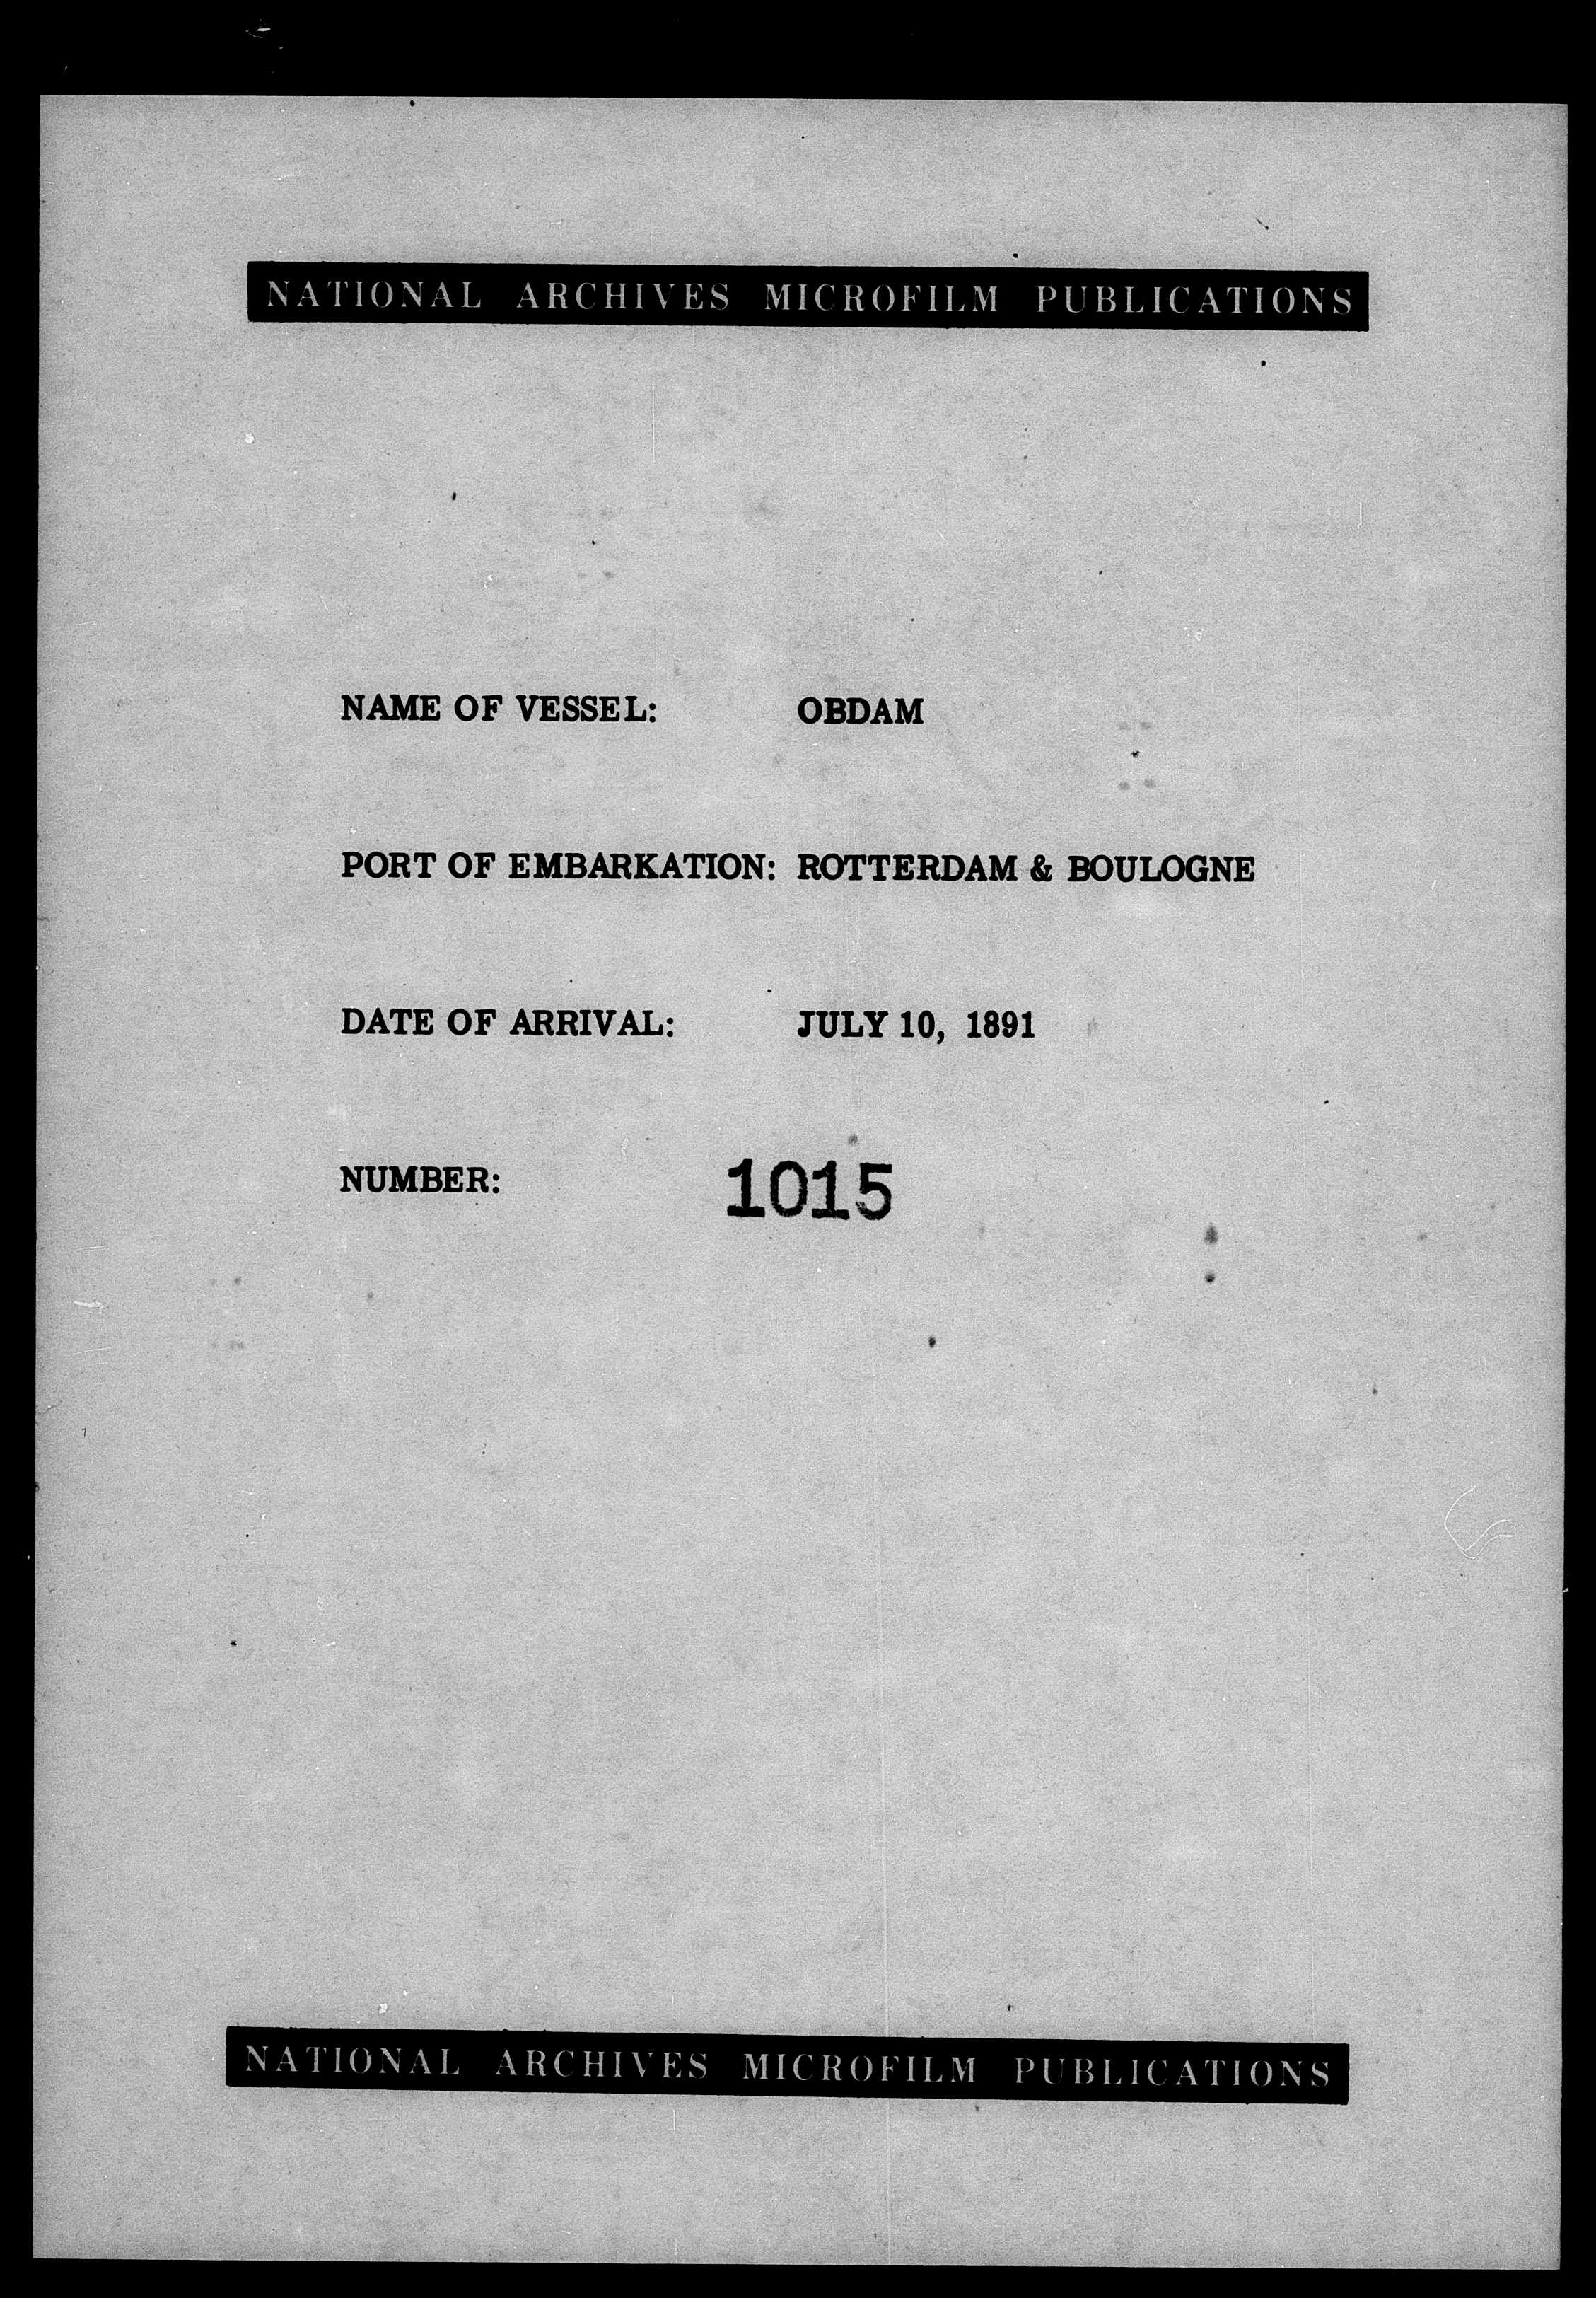 NATIONAL ARCHIVES MICROFILM PUBLICATIONS
NAME OF VESSEL: OBDAM
PORT OF EMBARKATION: ROTTERDAM & BOULOGNE
DATE OF ARRIVAL: JULY 10, 1891
NUMBER: 1015
NATIONAL ARCHIVES MICROFILM PUBLICATIONS